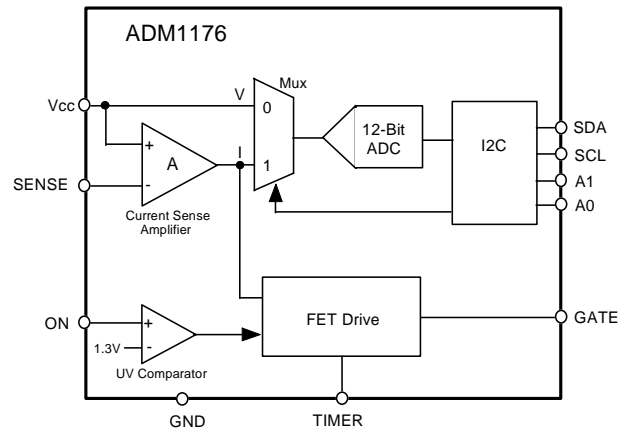 ADM1176
Mux
Vcc
V
0
12-Bit
ADC
I2C
SDA
SCL
A1
A0
+
A
-
I
1
SENSE
Current Sense
Amplifier
ON
+
1.3V
-
UV Comparator
FET Drive
GATE
GND
TIMER